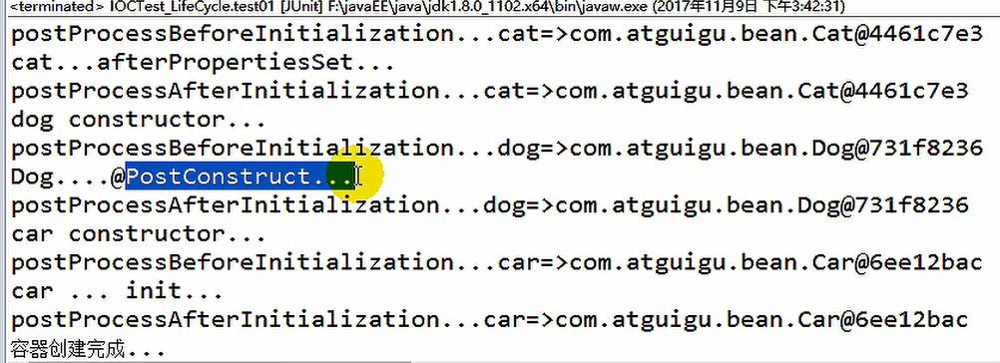 <terminated> IOCTest_LifeCycle.test01 [JUnit] F:\javaEE\java\jdk1.8.0_1102.x64\bin\javaw.exe (2017年11月9日 下午3:42:31)
postProcessBeforeInitialization...cat=>com.atguigu.bean.Cat@4461c7e3
cat...afterPropertiesSet...
postProcessAfterInitialization...cat=>com.atguigu.bean.Cat@4461c7e3
dog constructor...
postProcessBeforeInitialization...dog=>com.atguigu.bean.Dog@731f8236
Dog....@PostConstruct...
postProcessAfterInitialization...dog=>com.atguigu.bean.Dog@731f8236
car constructor...
postProcessBeforeInitialization...car=>com.atguigu.bean.Car@6ee12bac
car ... init...
postProcessAfterInitialization...car=>com.atguigu.bean.Car@6ee12bac
容器创建完成...